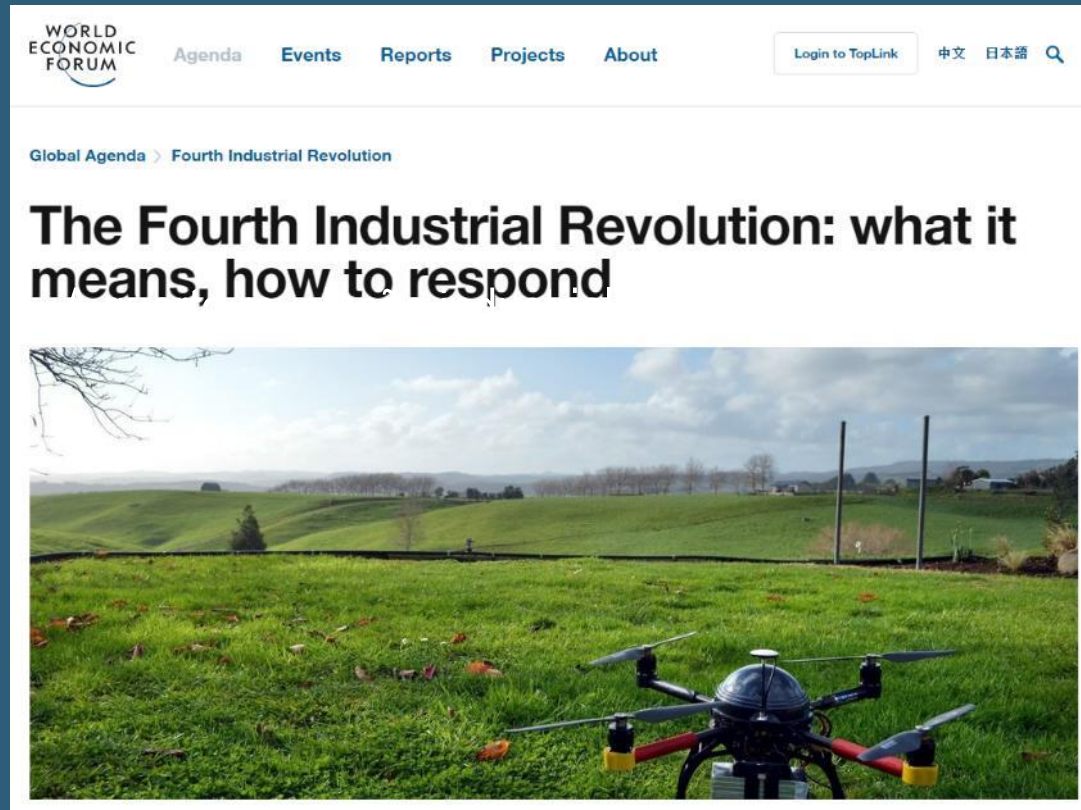 WORLD
ECONOMIC
FORUM
Agenda Events Reports Projects About
Login to TopLink 中文 日本語
Global Agenda > Fourth Industrial Revolution
The Fourth Industrial Revolution: what it
means, how to respond